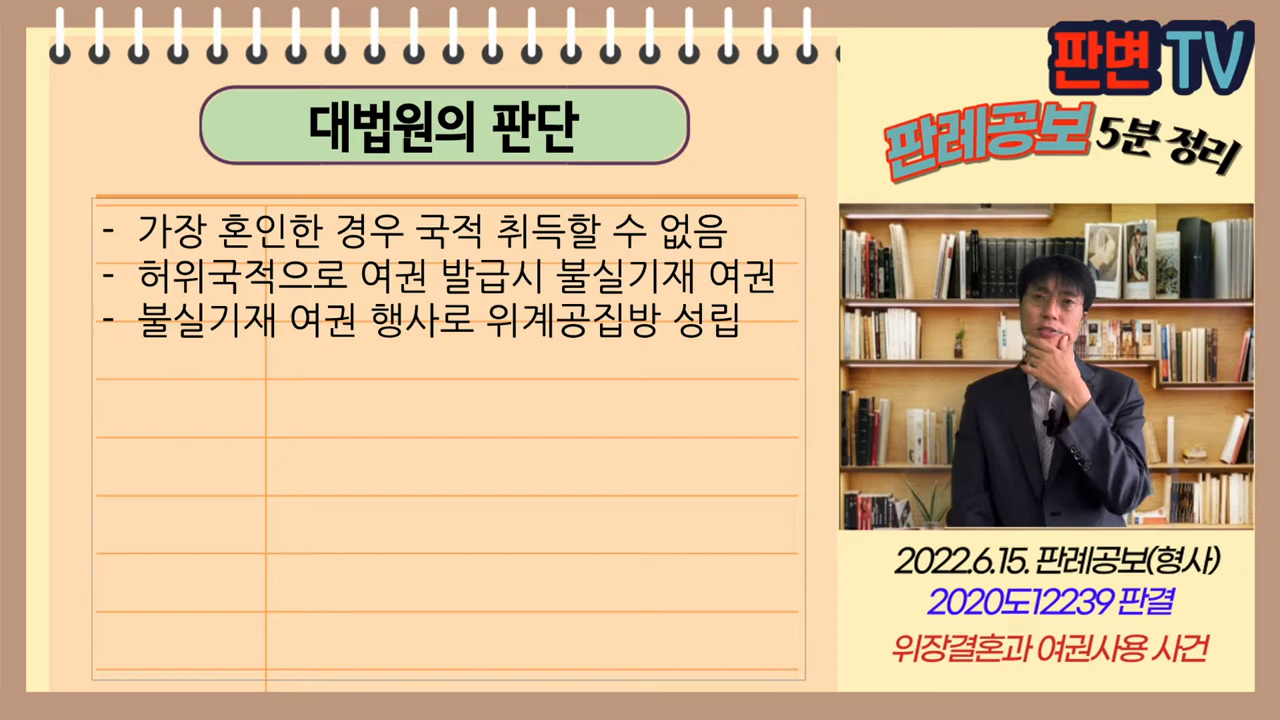 대법원의 판단
- 가장 혼인한 경우 국적 취득할 수 없음
- 허위국적으로 여권 발급시 불실기재 여권
- 불실기재 여권 행사로 위계공집방 성립
판변 TV
판례공보 5분 정리
2022.6.15. 판례공보(형사)
2020도12239 판결
위장결혼과 여권사용 사건